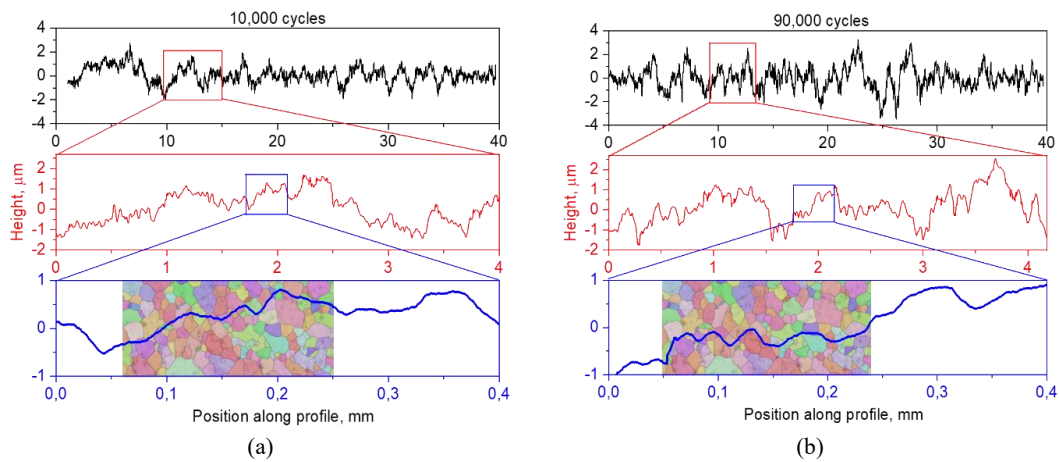 10,000 cycles
4
2
0
-2
-4
0 10 20 30 40
2
1
0
-1
-2
Height, μm
0 1 2 3 4
1
0
-1
0,0 0,1 0,2 0,3 0,4
Position along profile, mm
(a)
90,000 cycles
4
2
0
-2
-4
0 10 20 30 40
2
1
0
-1
-2
Height, μm
0 1 2 3 4
1
0
-1
0,0 0,1 0,2 0,3 0,4
Position along profile, mm
(b)